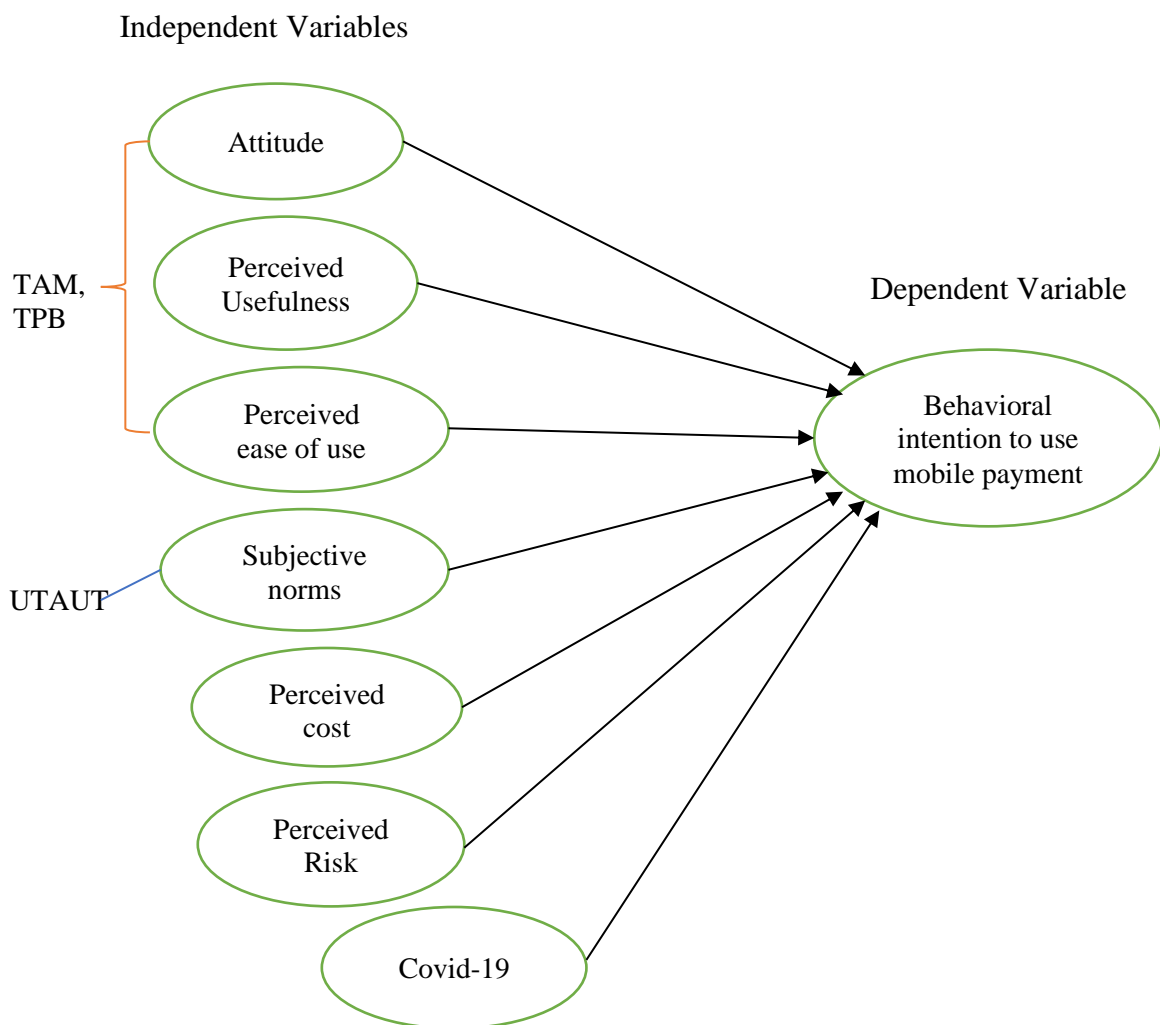 Independent Variables
Attitude
Perceived
Usefulness
TAM,
TPB
Dependent Variable
Perceived
ease of use
Behavioral
intention to use
mobile payment
Subjective
norms
UTAUT
Perceived
cost
Perceived
Risk
Covid-19